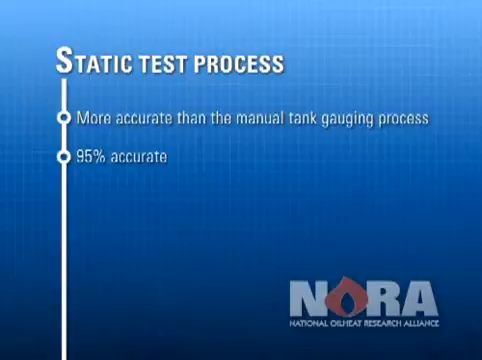 STATIC TEST PROCESS
More accurate than the manual tank gauging process
95% accurate
NORA
NATIONAL OILHEAT RESEARCH ALLIANCE